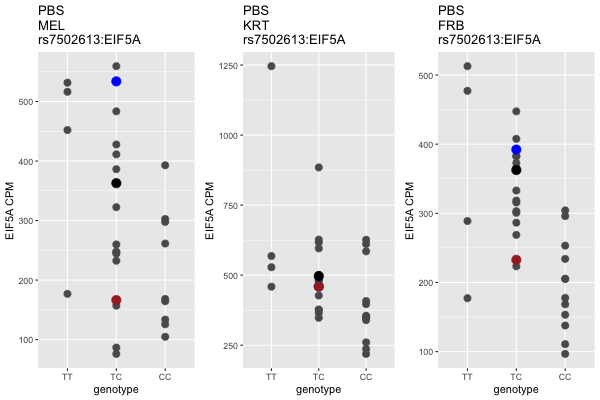 PBS
MEL
rs7502613:EIF5A
EIF5A CPM
500
400
300
200
100
TT TC CC
genotype
PBS
KRT
rs7502613:EIF5A
EIF5A CPM
1250
1000
750
500
250
TT TC CC
genotype
PBS
FRB
rs7502613:EIF5A
EIF5A CPM
500
400
300
200
100
TT TC CC
genotype